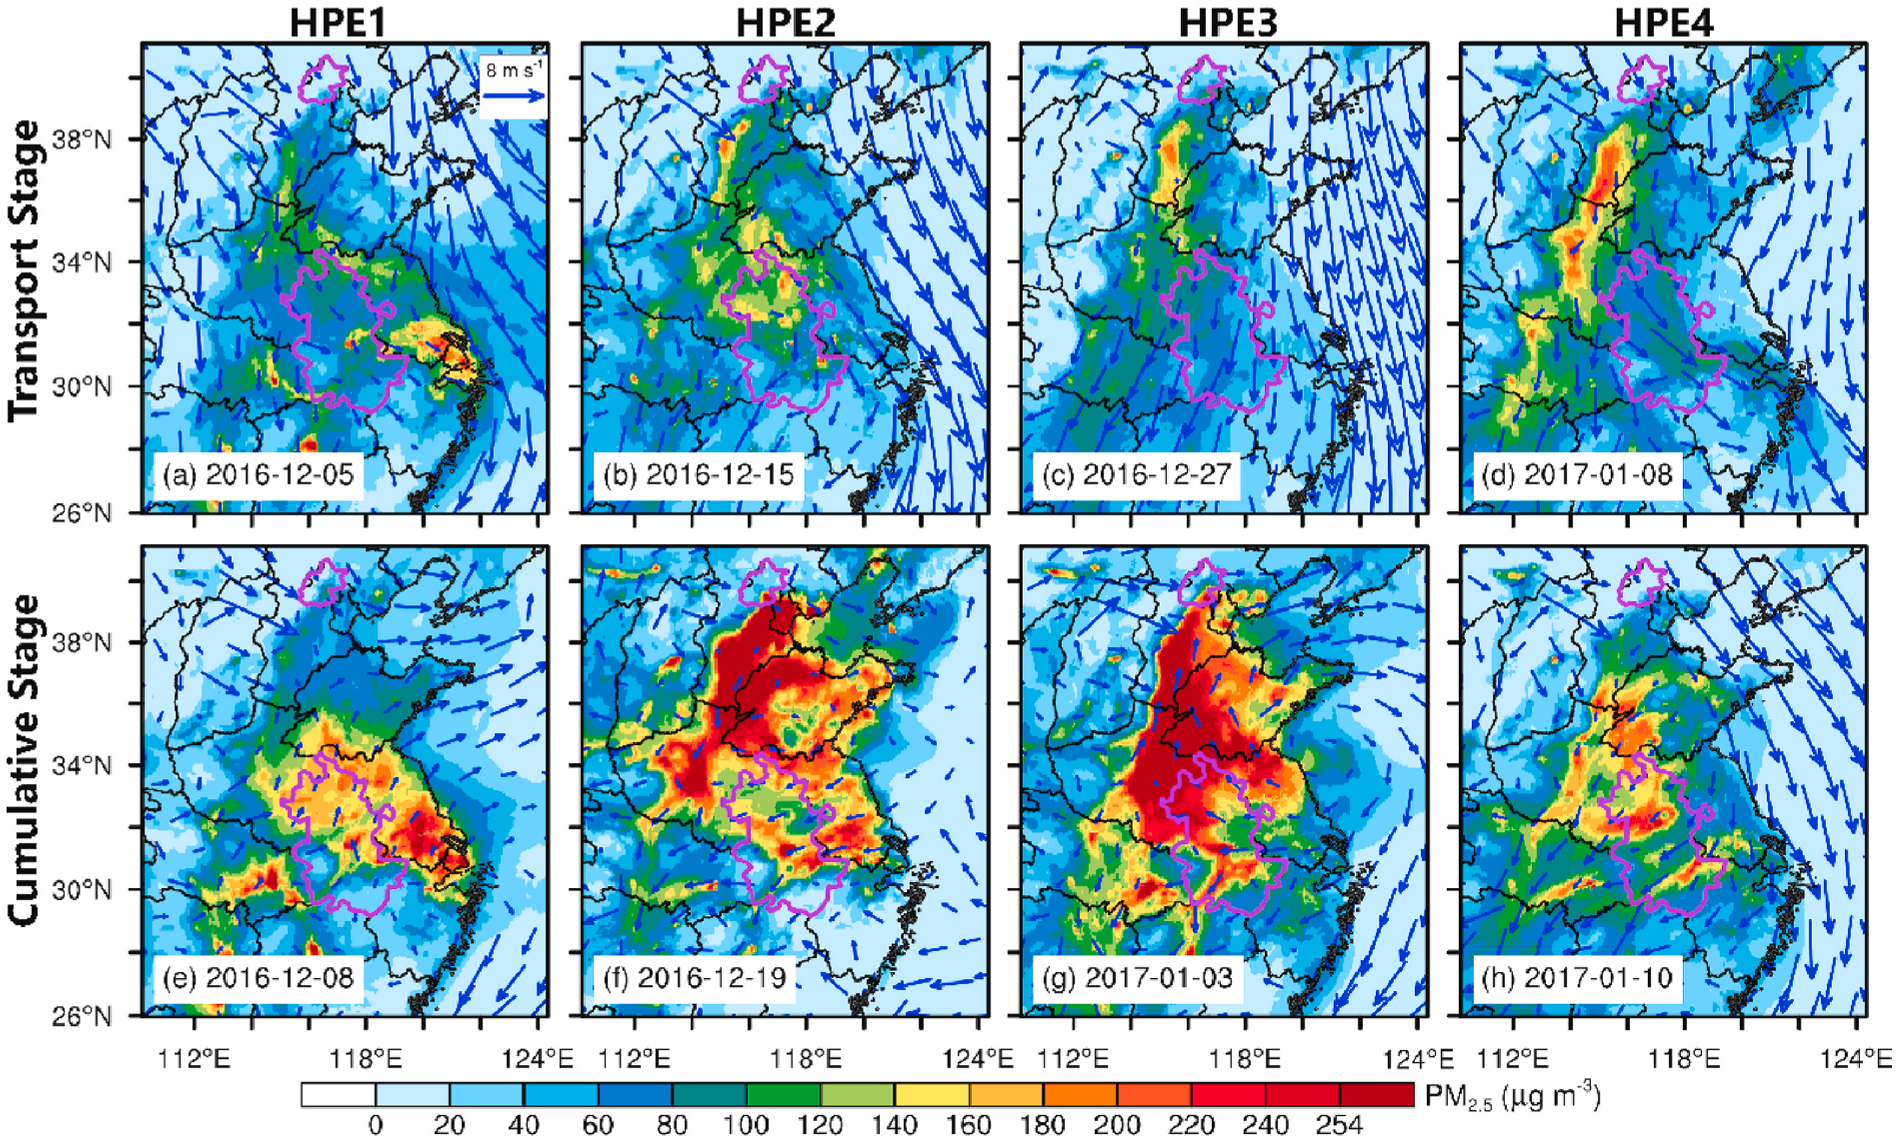 HPE1 HPE2 HPE3 HPE4
Transport Stage
8 m s⁻¹
38°N
34°N
30°N
26°N
(a) 2016-12-05 (b) 2016-12-15 (c) 2016-12-27 (d) 2017-01-08
Cumulative Stage
38°N
34°N
30°N
26°N
(e) 2016-12-08 (f) 2016-12-19 (g) 2017-01-03 (h) 2017-01-10
112°E 118°E 124°E 112°E 118°E 124°E 112°E 118°E 124°E 112°E 118°E 124°E
PM₂.₅ (μg m⁻³)
0 20 40 60 80 100 120 140 160 180 200 220 240 254